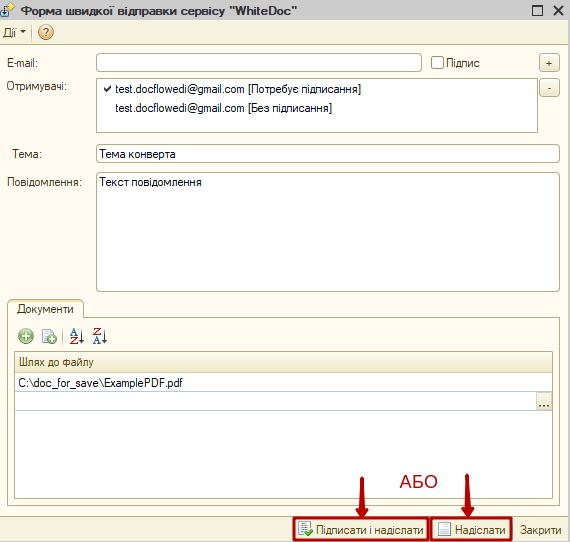 Форма швидкої відправки сервісу "WhiteDoc"
Дії
E-mail:
Підпис
+
Отримувачі:
test.docflowedi@gmail.com [Потребує підписання]
-
test.docflowedi@gmail.com [Без підписання]
Тема:
Тема конверта
Повідомлення:
Текст повідомлення
Документи
Шлях до файлу
C:\doc_for_save\ExamplePDF.pdf
...
АБО
Підписати і надіслати
Надіслати
Закрити